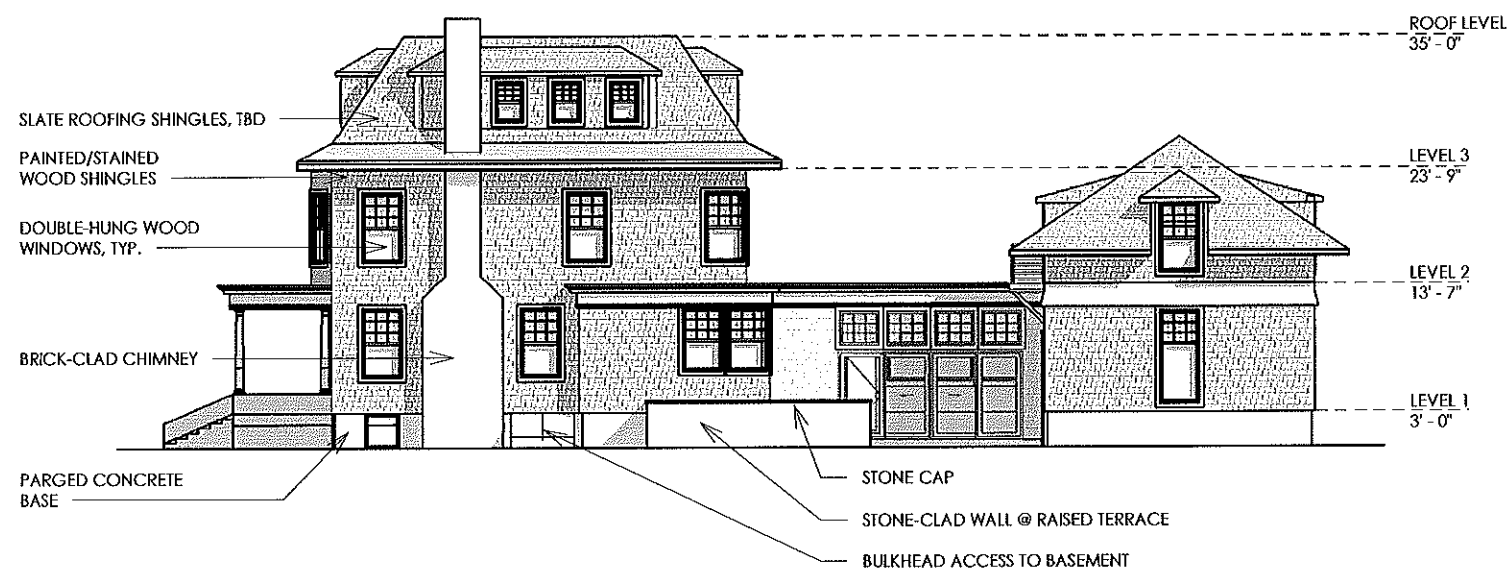 ROOF LEVEL
35' - 0"
SLATE ROOFING SHINGLES, TBD
PAINTED/STAINED
WOOD SHINGLES
LEVEL 3
23' - 9"
DOUBLE-HUNG WOOD
WINDOWS, TYP.
LEVEL 2
13' - 7"
BRICK-CLAD CHIMNEY
LEVEL 1
3' - 0"
PARGED CONCRETE
BASE
STONE CAP
STONE-CLAD WALL @ RAISED TERRACE
BULKHEAD ACCESS TO BASEMENT